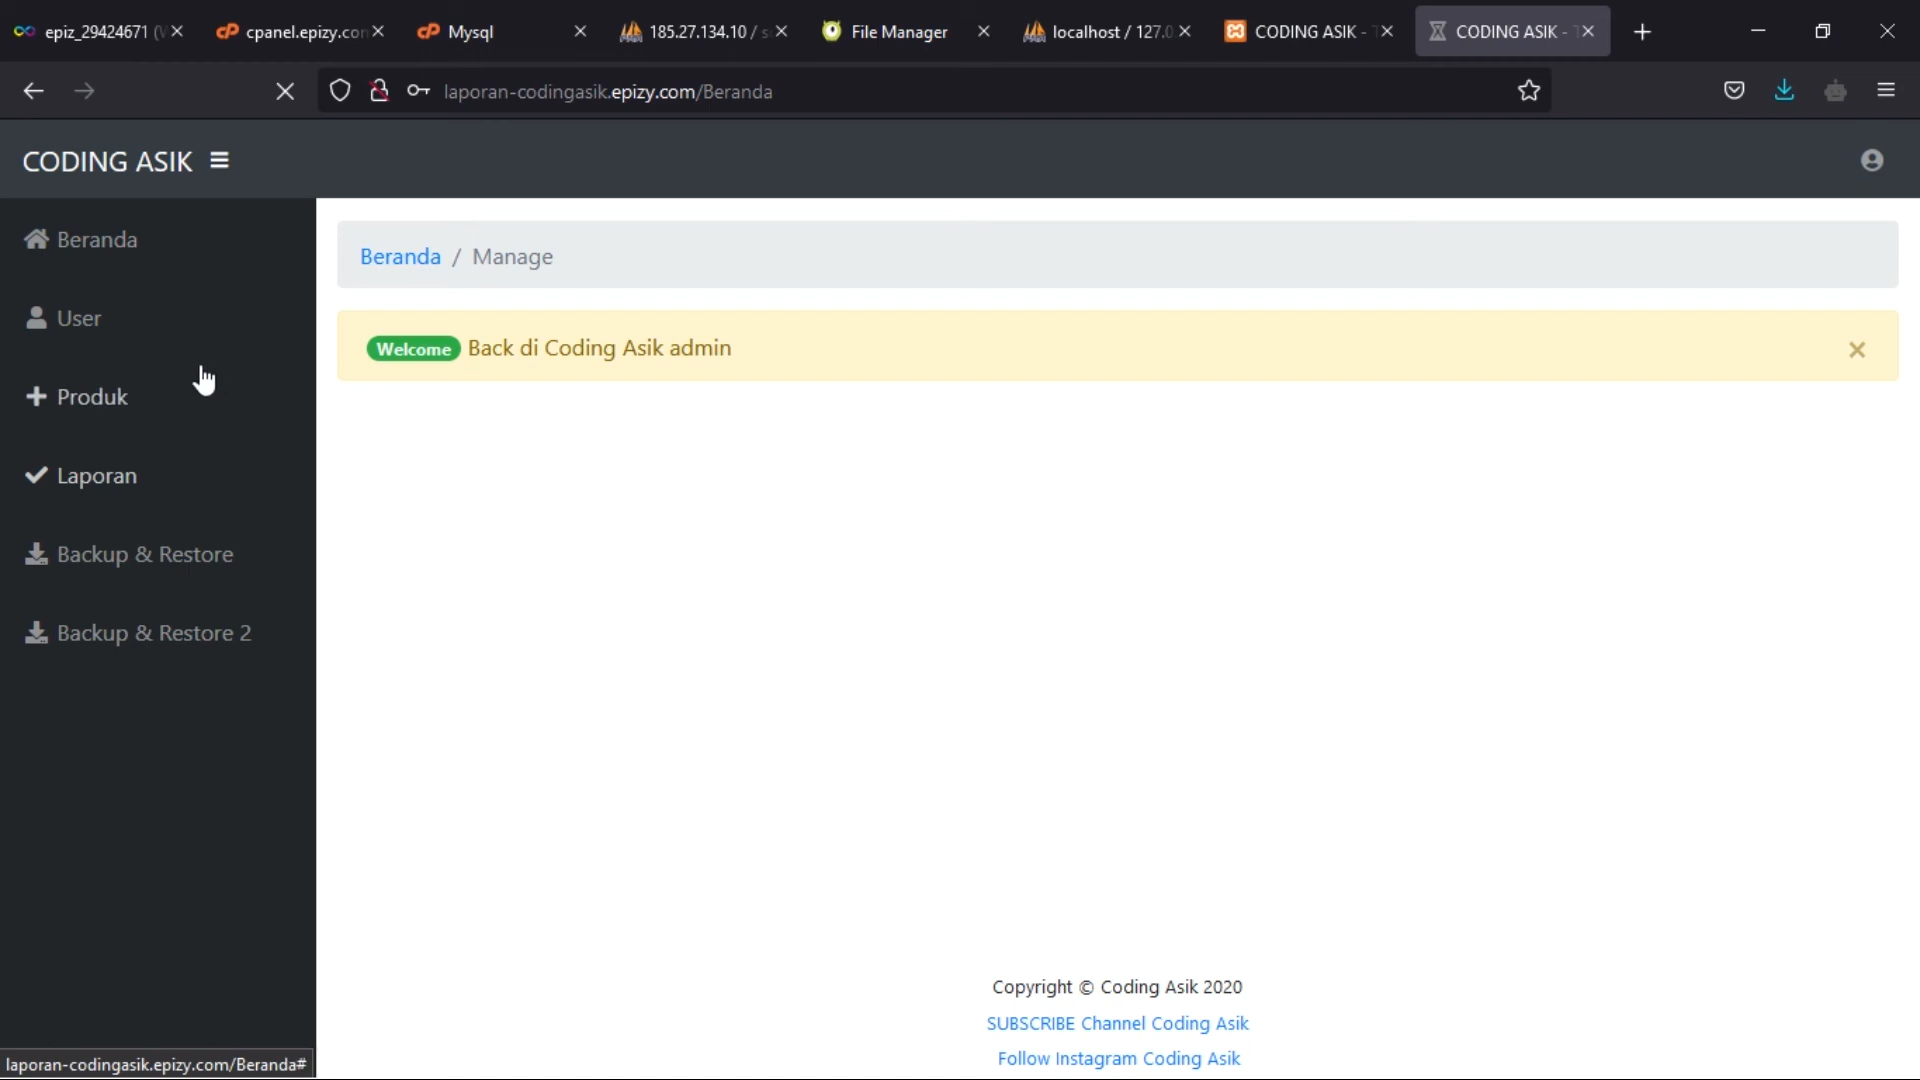 epiz_29424671 (
cpanel.epizy.con
Mysql
185.27.134.10 / s
File Manager
localhost / 127.0
CODING ASIK - T
CODING ASIK - T
laporan-codingasik.epizy.com/Beranda
CODING ASIK
Beranda
User
Produk
Laporan
Backup & Restore
Backup & Restore 2
Beranda / Manage
Welcome Back di Coding Asik admin
Copyright © Coding Asik 2020
SUBSCRIBE Channel Coding Asik
Follow Instagram Coding Asik
laporan-codingasik.epizy.com/Beranda#